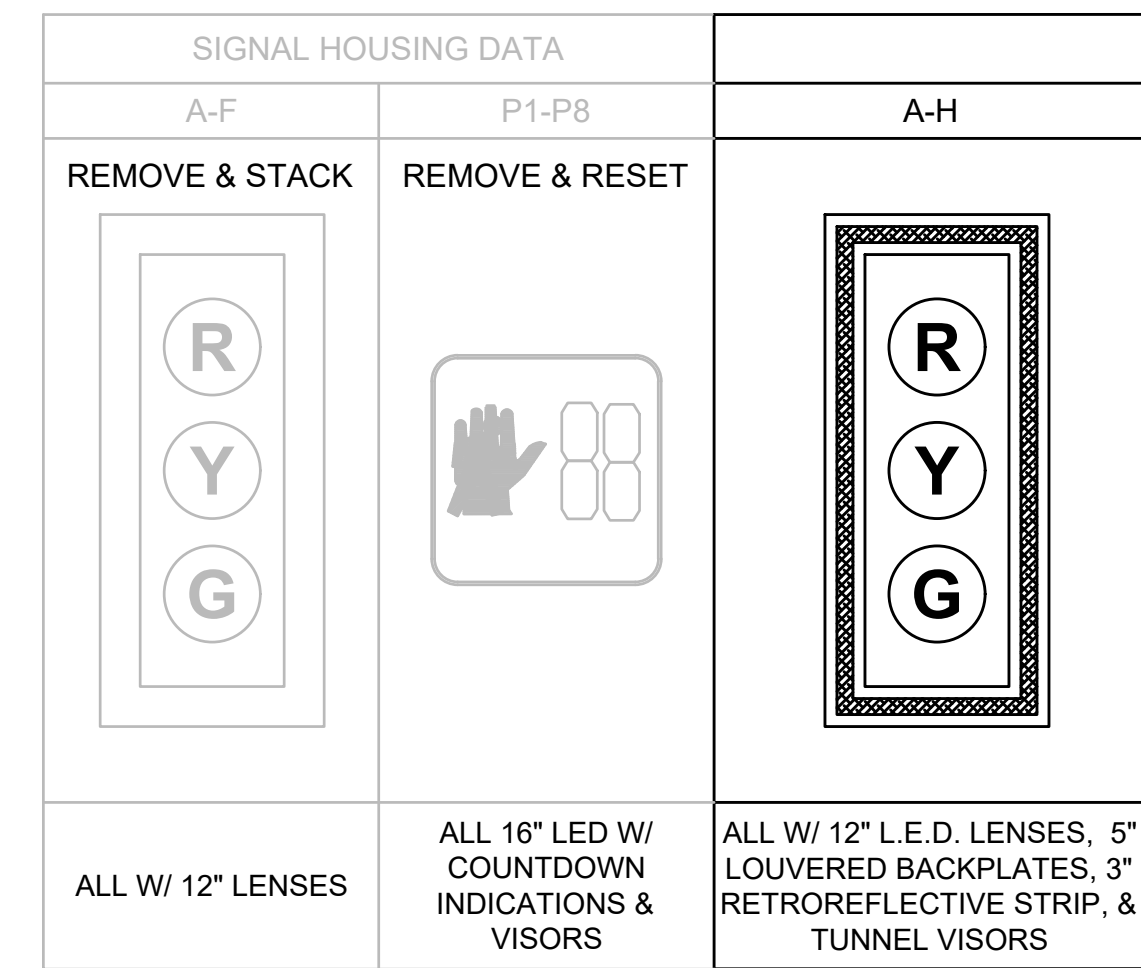 SIGNAL HOUSING DATA
A-F
P1-P8
A-H
REMOVE & STACK
REMOVE & RESET
R
Y
G
R
Y
G
ALL W/ 12" LENSES
ALL 16" LED W/
COUNTDOWN
INDICATIONS &
VISORS
ALL W/ 12" L.E.D. LENSES, 5"
LOUVERED BACKPLATES, 3"
RETROREFLECTIVE STRIP, &
TUNNEL VISORS